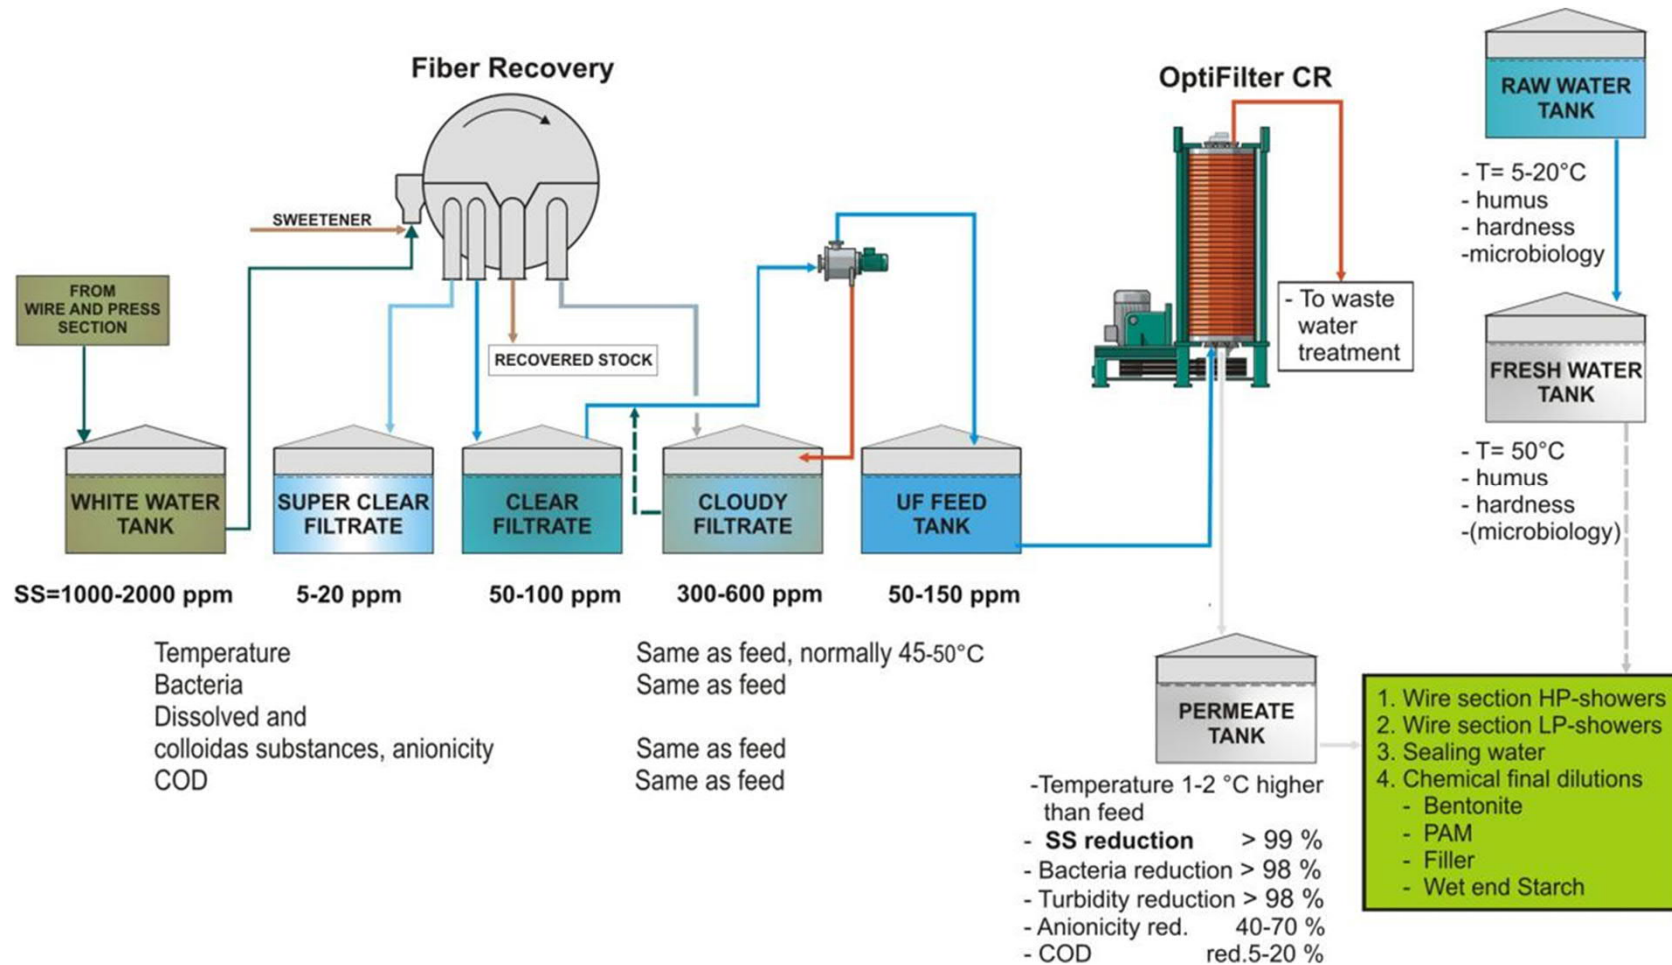 Fiber Recovery
OptiFilter CR
RAW WATER
TANK
- T= 5-20°C
- humus
- hardness
-microbiology
SWEETENER
FROM
WIRE AND PRESS
SECTION
- To waste
water
treatment
RECOVERED STOCK
FRESH WATER
TANK
- T= 50°C
- humus
- hardness
-(microbiology)
WHITE WATER
TANK
SUPER CLEAR
FILTRATE
CLEAR
FILTRATE
CLOUDY
FILTRATE
UF FEED
TANK
SS=1000-2000 ppm
5-20 ppm
50-100 ppm
300-600 ppm
50-150 ppm
Temperature Same as feed, normally 45-50°C
Bacteria Same as feed
Dissolved and
colloidas substances, anionicity Same as feed
COD Same as feed
PERMEATE
TANK
-Temperature 1-2 °C higher
than feed
- SS reduction > 99 %
- Bacteria reduction > 98 %
- Turbidity reduction > 98 %
- Anionicity red. 40-70 %
- COD red.5-20 %
1. Wire section HP-showers
2. Wire section LP-showers
3. Sealing water
4. Chemical final dilutions
- Bentonite
- PAM
- Filler
- Wet end Starch